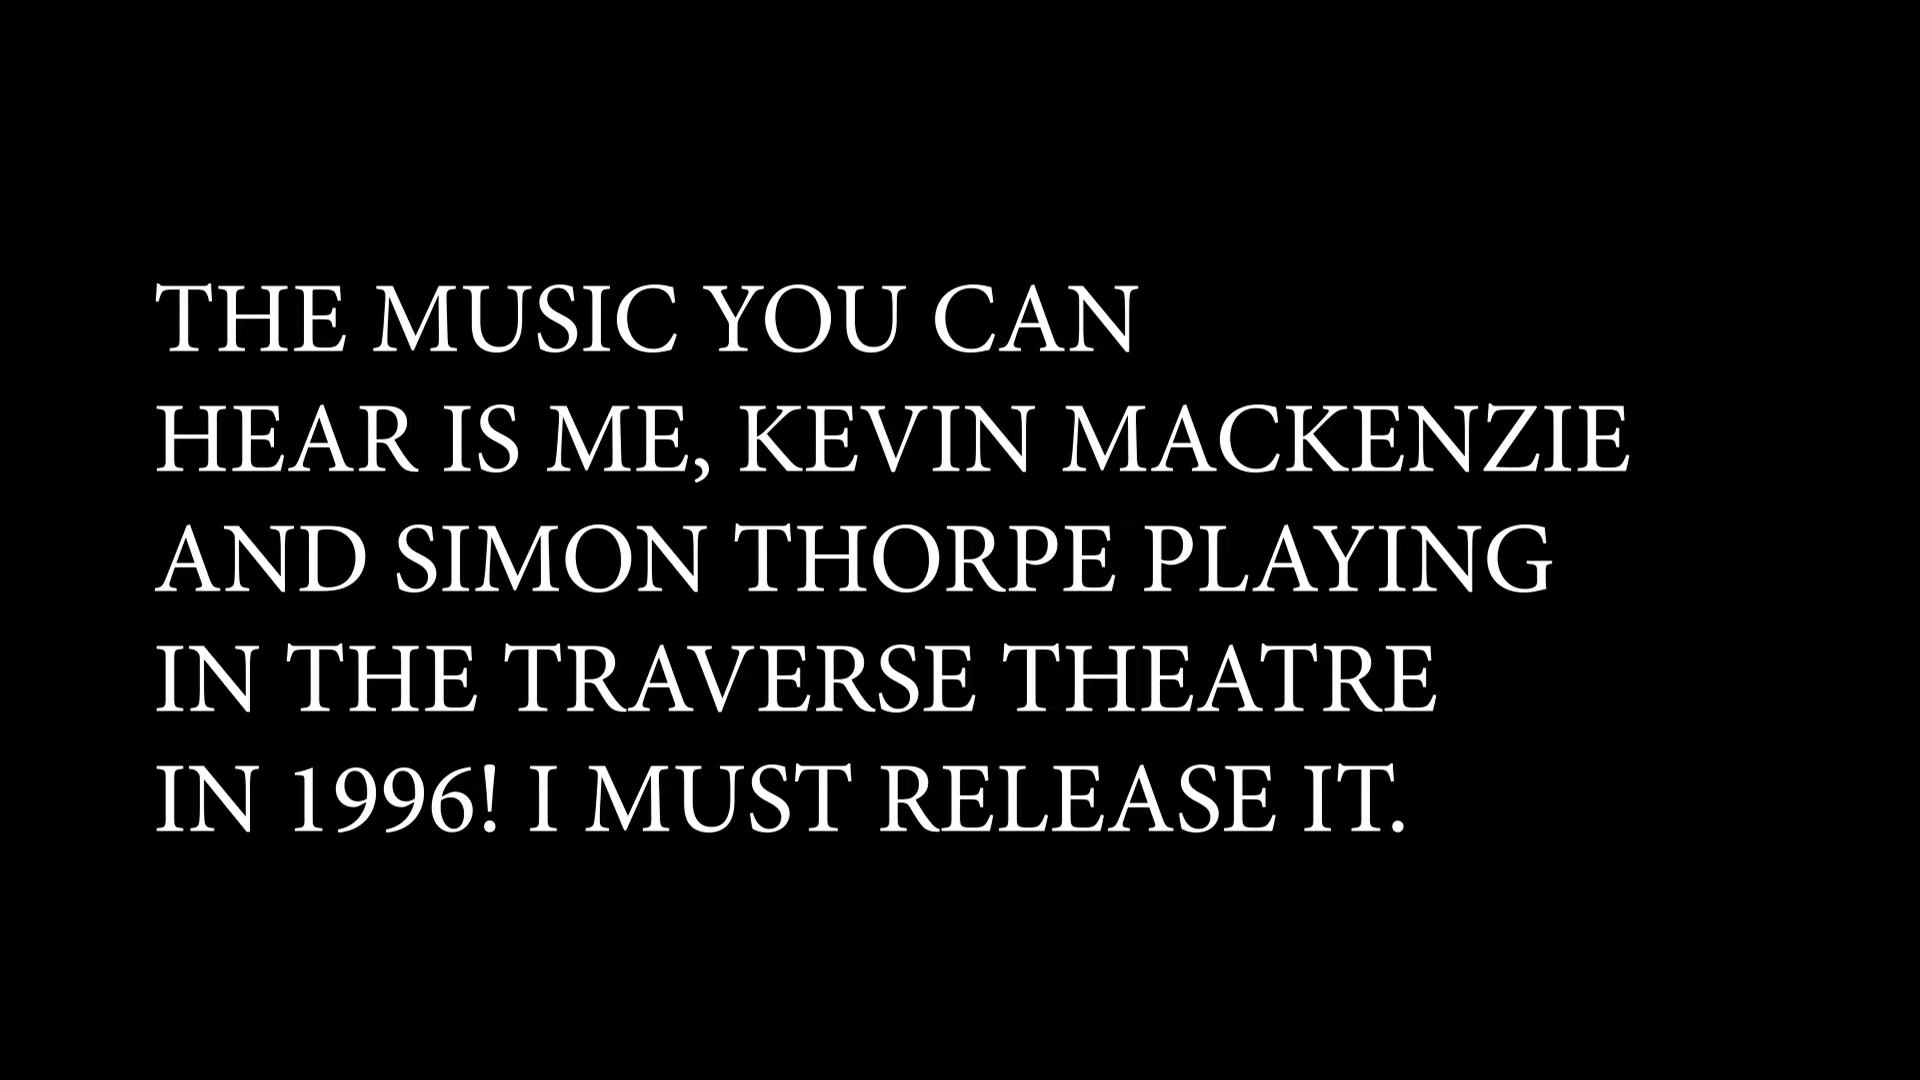 THE MUSIC YOU CAN
HEAR IS ME, KEVIN MACKENZIE
AND SIMON THORPE PLAYING
IN THE TRAVERSE THEATRE
IN 1996! I MUST RELEASE IT.